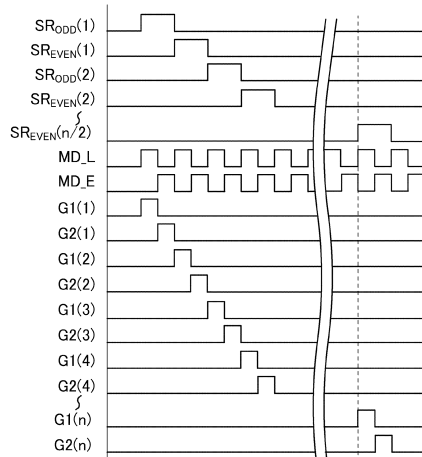 SR_ODD(1)
SR_EVEN(1)
SR_ODD(2)
SR_EVEN(2)
SR_EVEN(n/2)
MD_L
MD_E
G1(1)
G2(1)
G1(2)
G2(2)
G1(3)
G2(3)
G1(4)
G2(4)
G1(n)
G2(n)